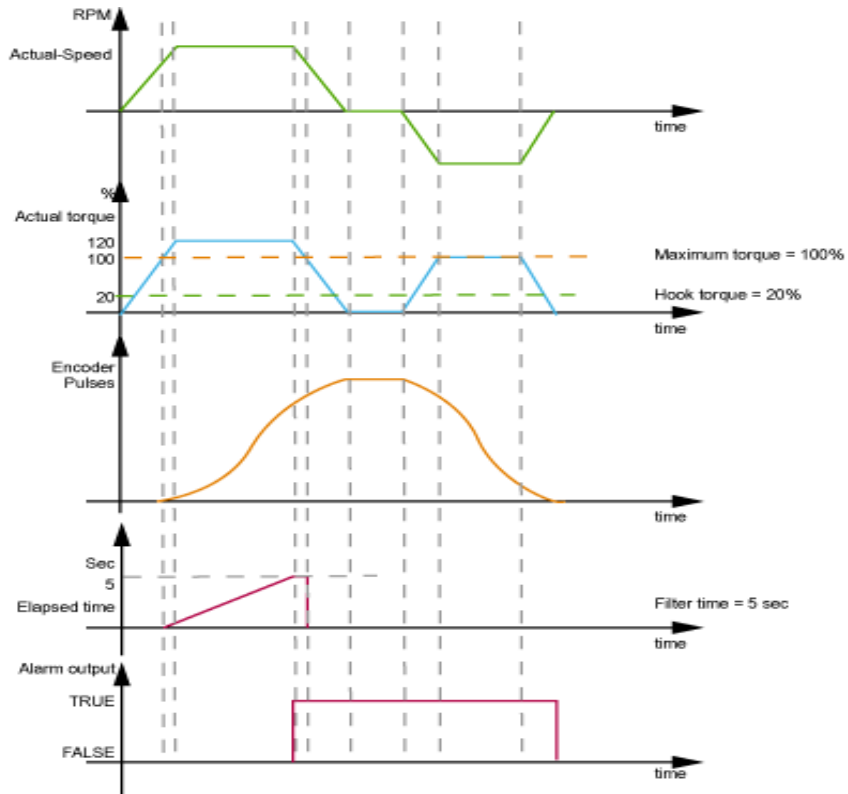 RPM
Actual-Speed
time
%
Actual torque
120
100
20
Maximum torque = 100%
Hook torque = 20%
time
Encoder
Pulses
time
Sec
5
Elapsed time
Filter time = 5 sec
time
Alarm output
TRUE
FALSE
time